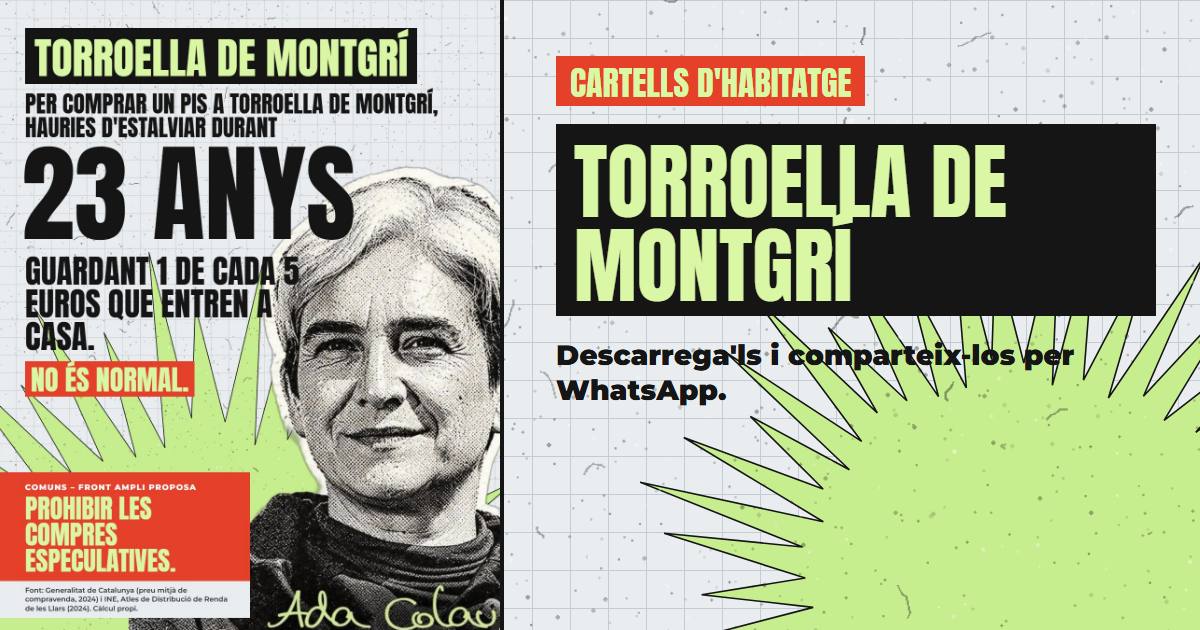 TORROELLA DE MONTGRÍ
PER COMPRAR UN PIS A TORROELLA DE MONTGRÍ,
HAURIES D'ESTALVIAR DURANT
23 ANYS
GUARDANT 1 DE CADA 5
EUROS QUE ENTREN A
CASA.
NO ÉS NORMAL.
COMUNS – FRONT AMPLI PROPOSA
PROHIBIR LES
COMPRES
ESPECULATIVES.
Font: Generalitat de Catalunya (preu mitjà de
compravenda, 2024) i INE, Atles de Distribució de Renda
de les Llars (2024). Càlcul propi.
Ada Colau
CARTELLS D'HABITATGE
TORROELLA DE
MONTGRÍ
Descarrega'ls i comparteix-los per
WhatsApp.